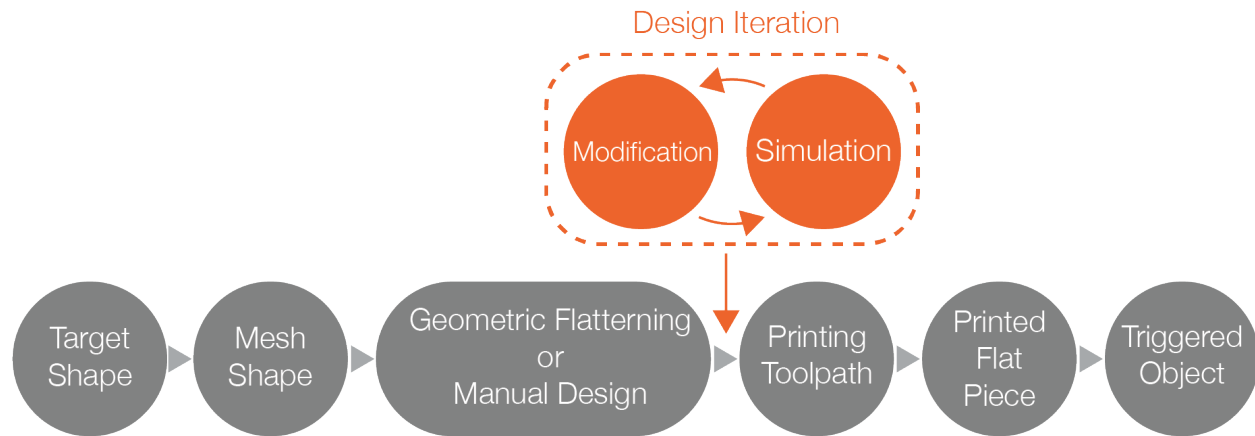 Design Iteration
Modification
Simulation
Target
Shape
Mesh
Shape
Geometric Flatterning
or
Manual Design
Printing
Toolpath
Printed
Flat
Piece
Triggered
Object